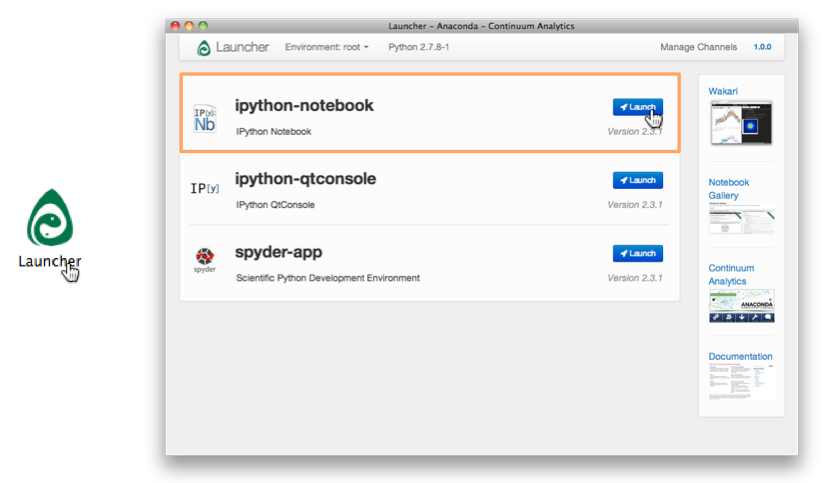 Launcher – Anaconda – Continuum Analytics
Launcher Environment: root Python 2.7.8-1 Manage Channels 1.0.0
IP[y]:
Nb
ipython-notebook
IPython Notebook
Launch
Version 2.3.1
IP[y]
ipython-qtconsole
IPython QtConsole
Launch
Version 2.3.1
spyder
spyder-app
Scientific Python Development Environment
Launch
Version 2.3.1
Wakari
Notebook
Gallery
Continuum
Analytics
ANACONDA
Documentation
Launcher